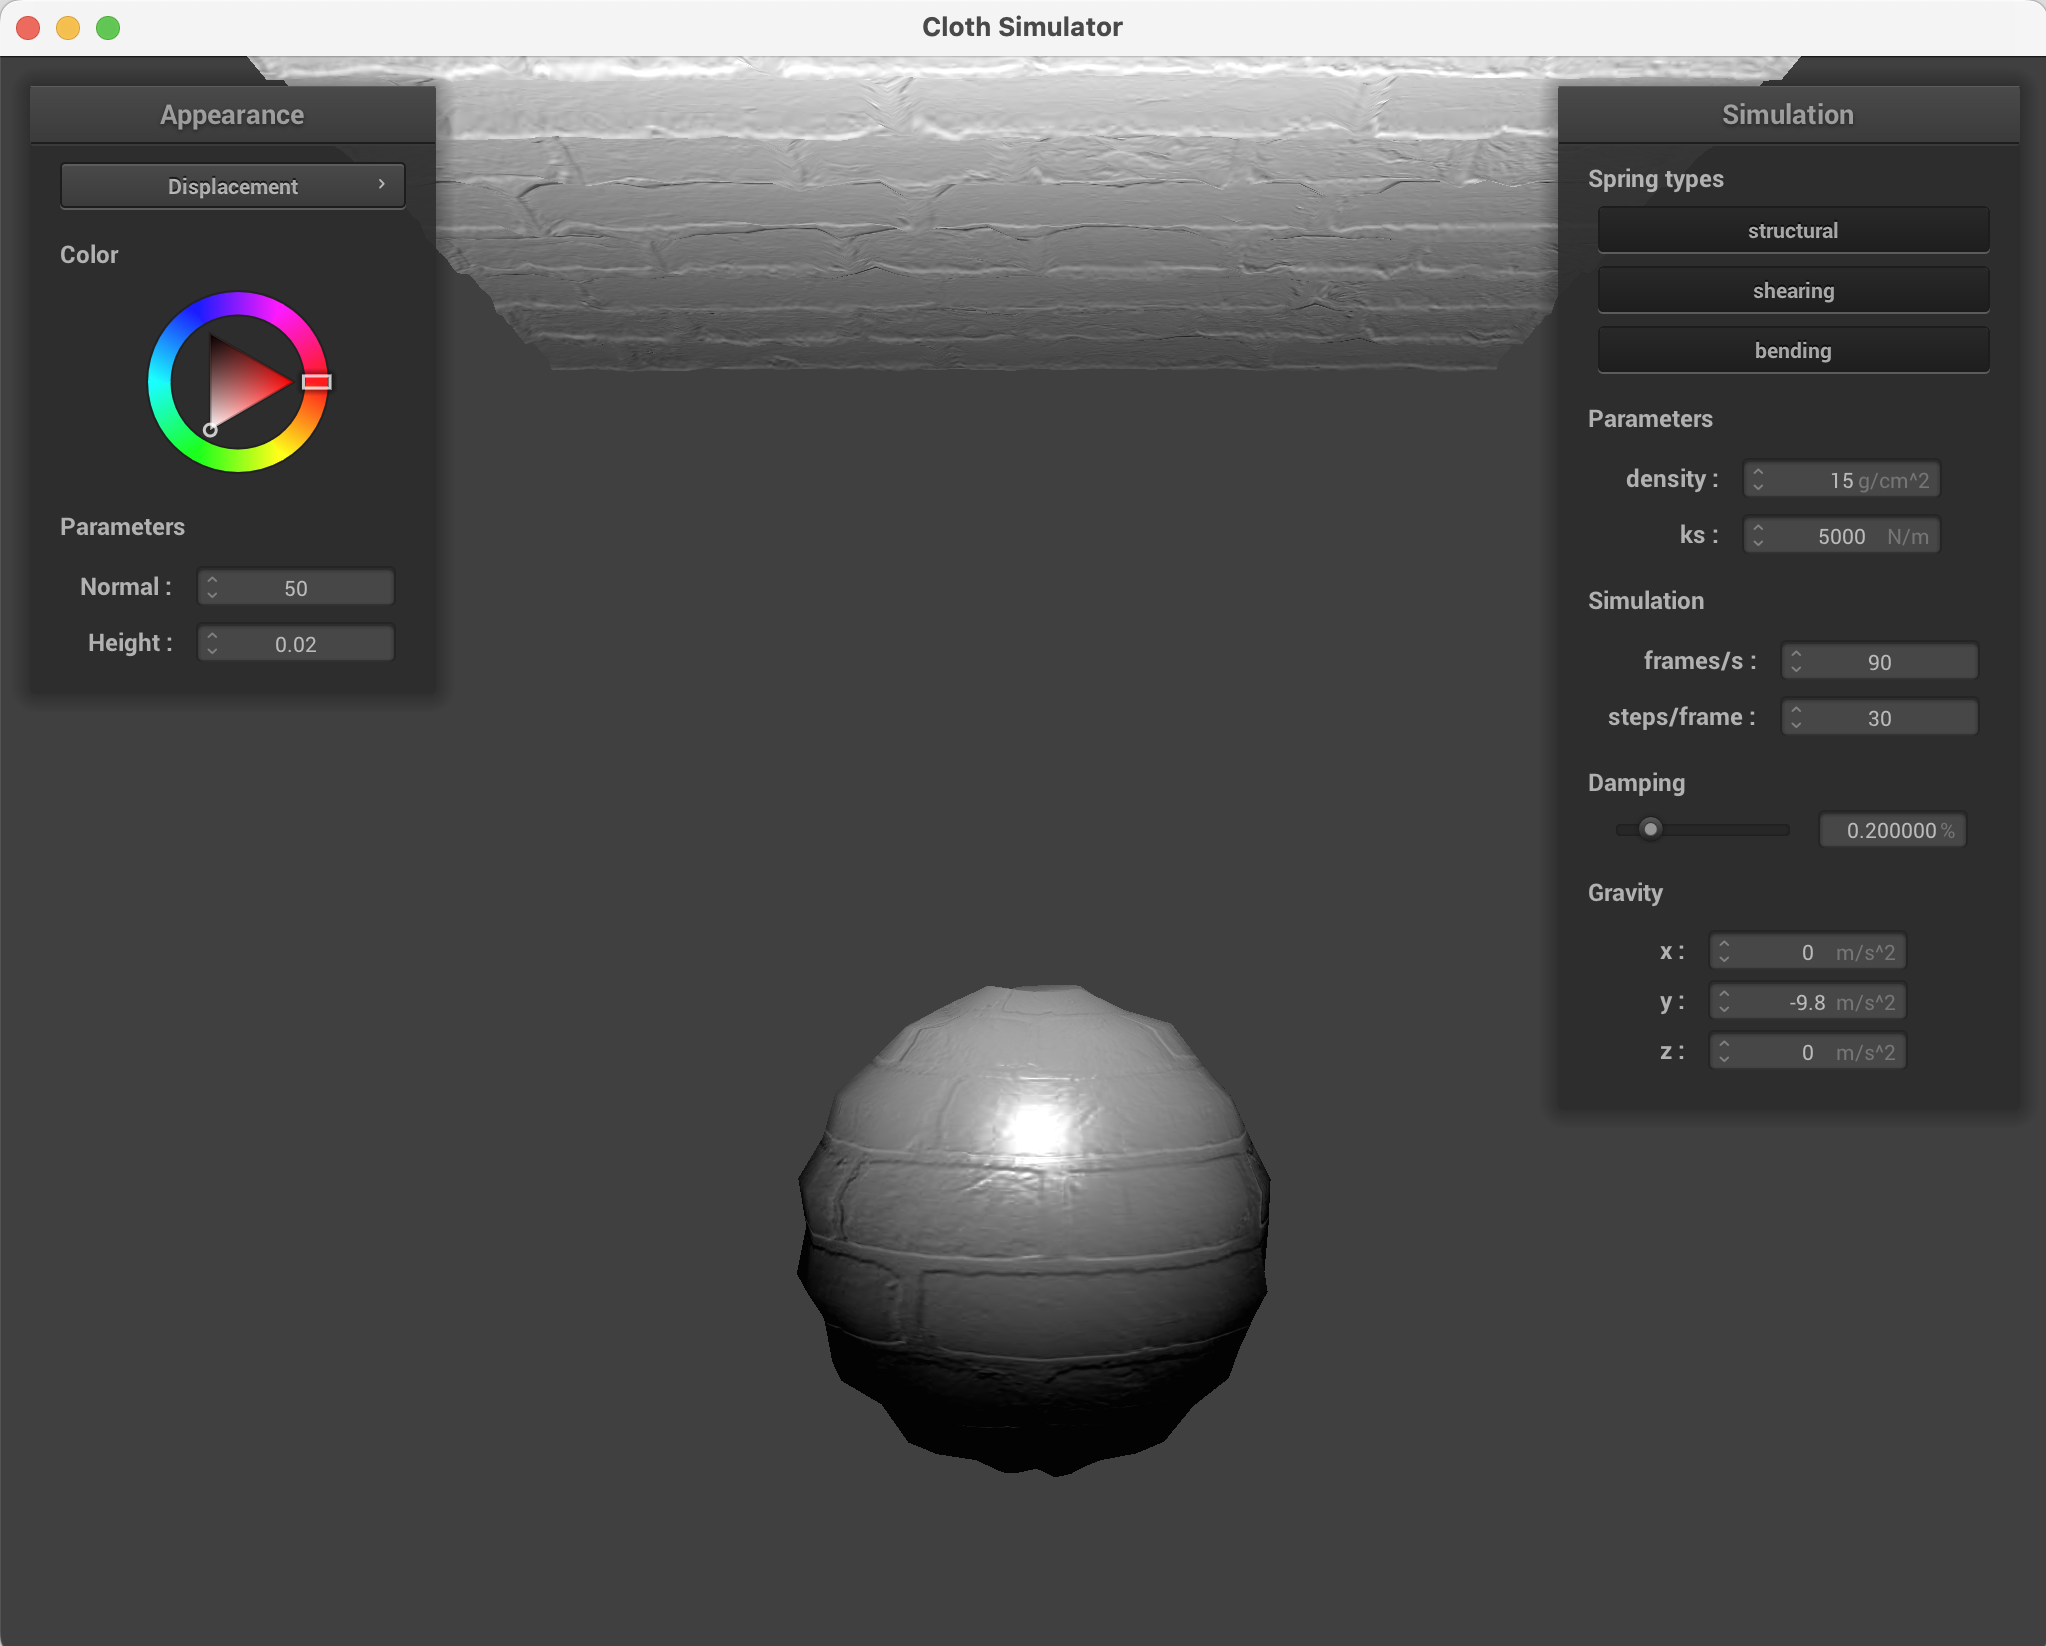 Cloth Simulator
Appearance
Displacement
Color
Parameters
Normal : 50
Height : 0.02
Simulation
Spring types
structural
shearing
bending
Parameters
density : 15 g/cm^2
ks : 5000 N/m
Simulation
frames/s : 90
steps/frame : 30
Damping
0.200000 %
Gravity
x : 0 m/s^2
y : -9.8 m/s^2
z : 0 m/s^2